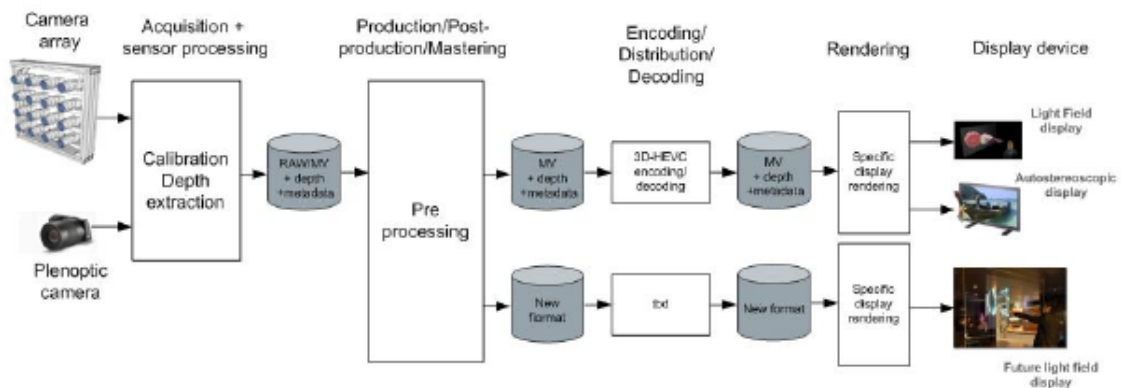 Camera
array
Acquisition +
sensor processing
Production/Post-
production/Mastering
Encoding/
Distribution/
Decoding
Rendering
Display device
Calibration
Depth
extraction
RAW/MV
+ depth
+metadata
Pre
processing
MV
+ depth
+metadata
3D-HEVC
encoding/
decoding
MV
+ depth
+metadata
Specific
display
rendering
Light Field
display
Autostereoscopic
display
Plenoptic
camera
New
format
tbd
New format
Specific
display
rendering
Future light field
display